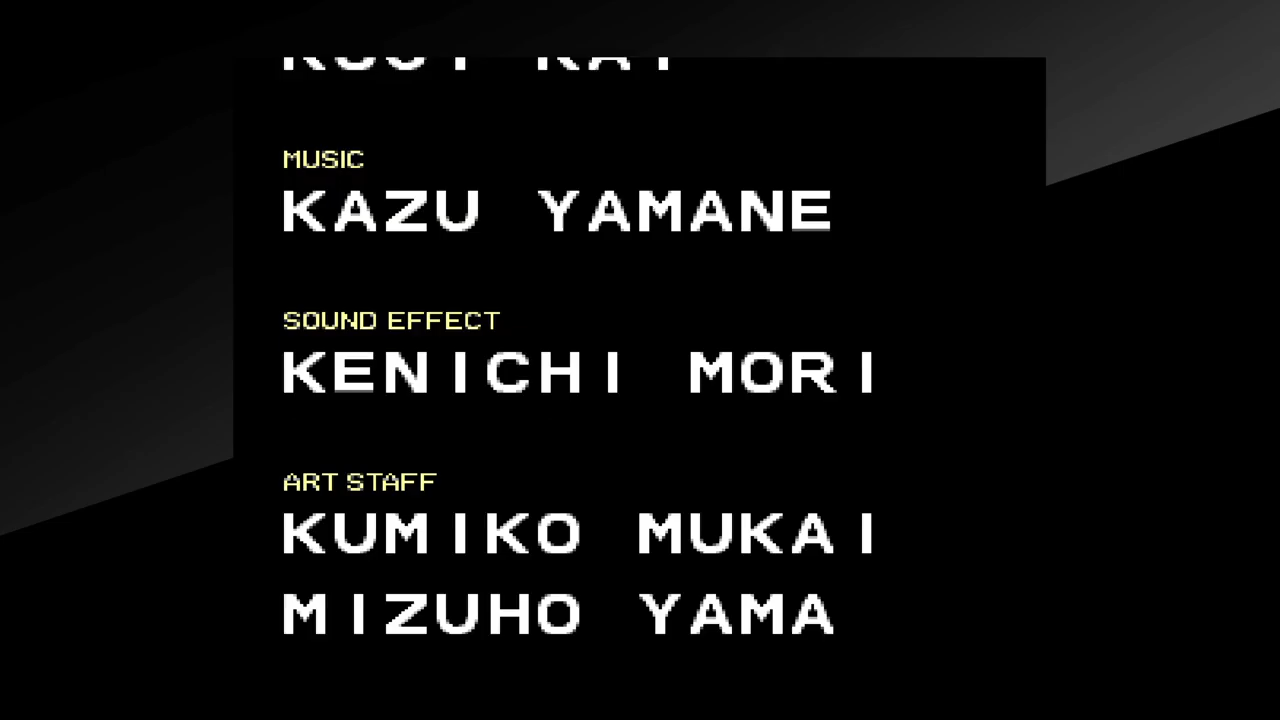 MUSIC
KAZU YAMANE
SOUND EFFECT
KENICHI MORI
ART STAFF
KUMIKO MUKAI
MIZUHO YAMA